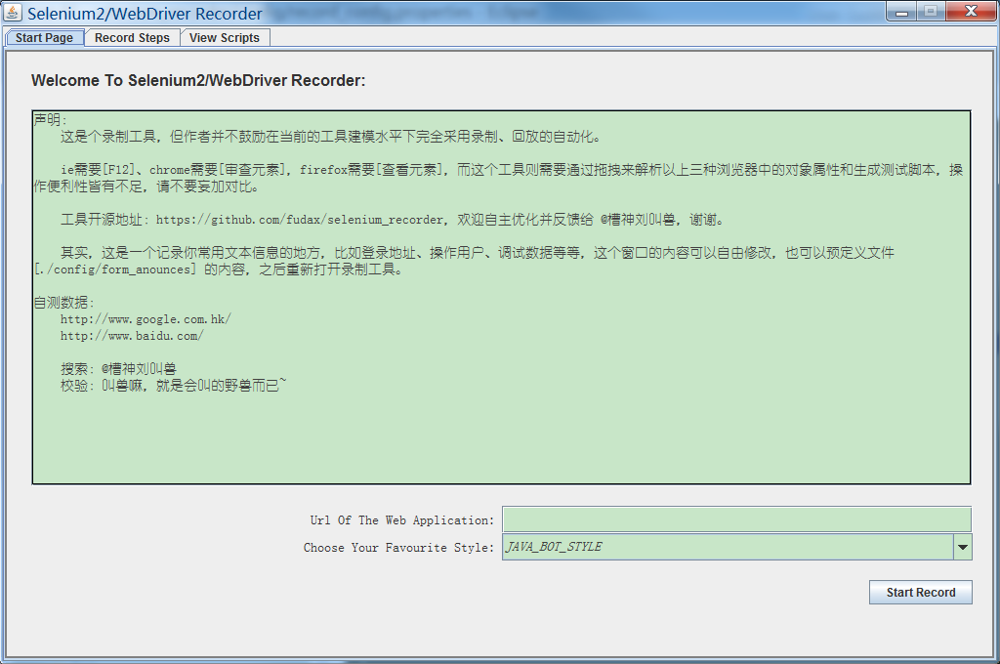 Selenium2/WebDriver Recorder
Start Page
Record Steps
View Scripts
Welcome To Selenium2/WebDriver Recorder:
声明:
这是个录制工具，但作者并不鼓励在当前的工具建模水平下完全采用录制、回放的自动化。
ie需要[F12]、chrome需要[审查元素]，firefox需要[查看元素]，而这个工具则需要通过拖拽来解析以上三种浏览器中的对象属性和生成测试脚本，操
作便利性皆有不足，请不要妄加对比。
工具开源地址: https://github.com/fudax/selenium_recorder，欢迎自主优化并反馈给 @槽神刘叫兽，谢谢。
其实，这是一个记录你常用文本信息的地方，比如登录地址、操作用户、调试数据等等，这个窗口的内容可以自由修改，也可以预定义文件
[./config/form_anounces] 的内容，之后重新打开录制工具。
自测数据:
http://www.google.com.hk/
http://www.baidu.com/
搜索: @槽神刘叫兽
校验: 叫兽嘛，就是会叫的野兽而已~
Url Of The Web Application:
Choose Your Favourite Style:
JAVA_BOT_STYLE
Start Record